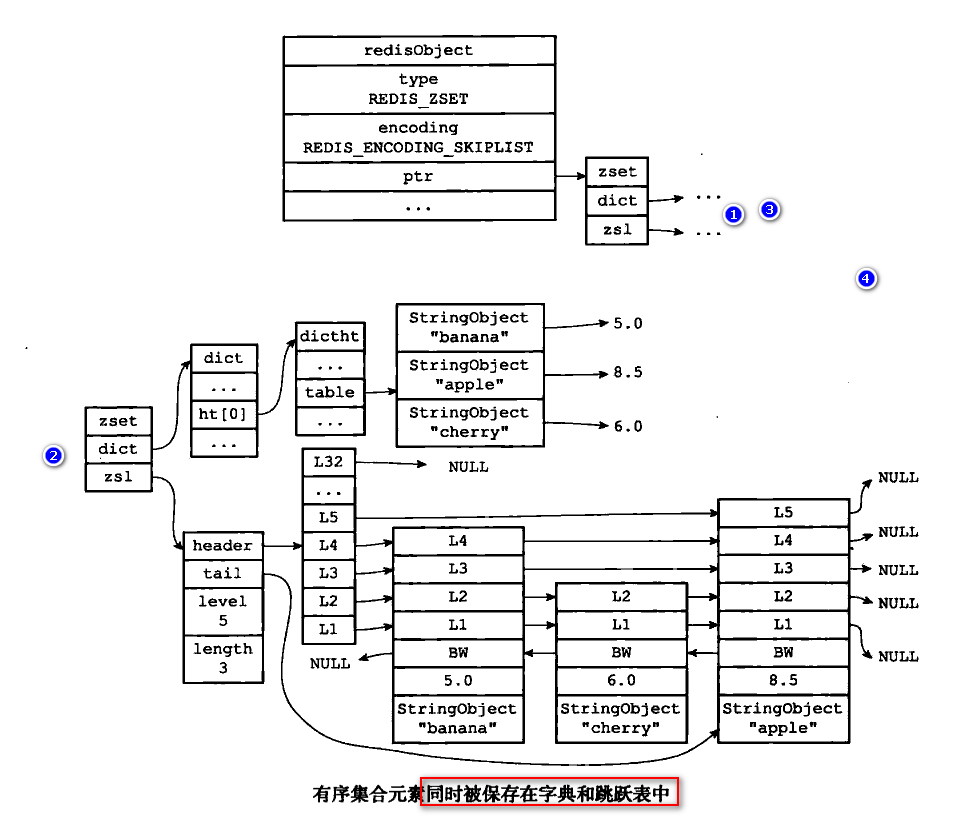 redisObject
type
REDIS_ZSET
encoding
REDIS_ENCODING_SKIPLIST
ptr
...
zset
dict
zsl
...
...
1
3
4
StringObject
"banana"
StringObject
"apple"
StringObject
"cherry"
5.0
8.5
6.0
dictht
...
table
...
dict
...
ht[0]
...
zset
dict
zsl
2
L32
...
L5
L4
L3
L2
L1
NULL
header
tail
level
5
length
3
NULL
L4
L3
L2
L1
BW
5.0
StringObject
"banana"
L2
L1
BW
6.0
StringObject
"cherry"
L5
L4
L3
L2
L1
BW
8.5
StringObject
"apple"
NULL
NULL
NULL
NULL
NULL
有序集合元素同时被保存在字典和跳跃表中